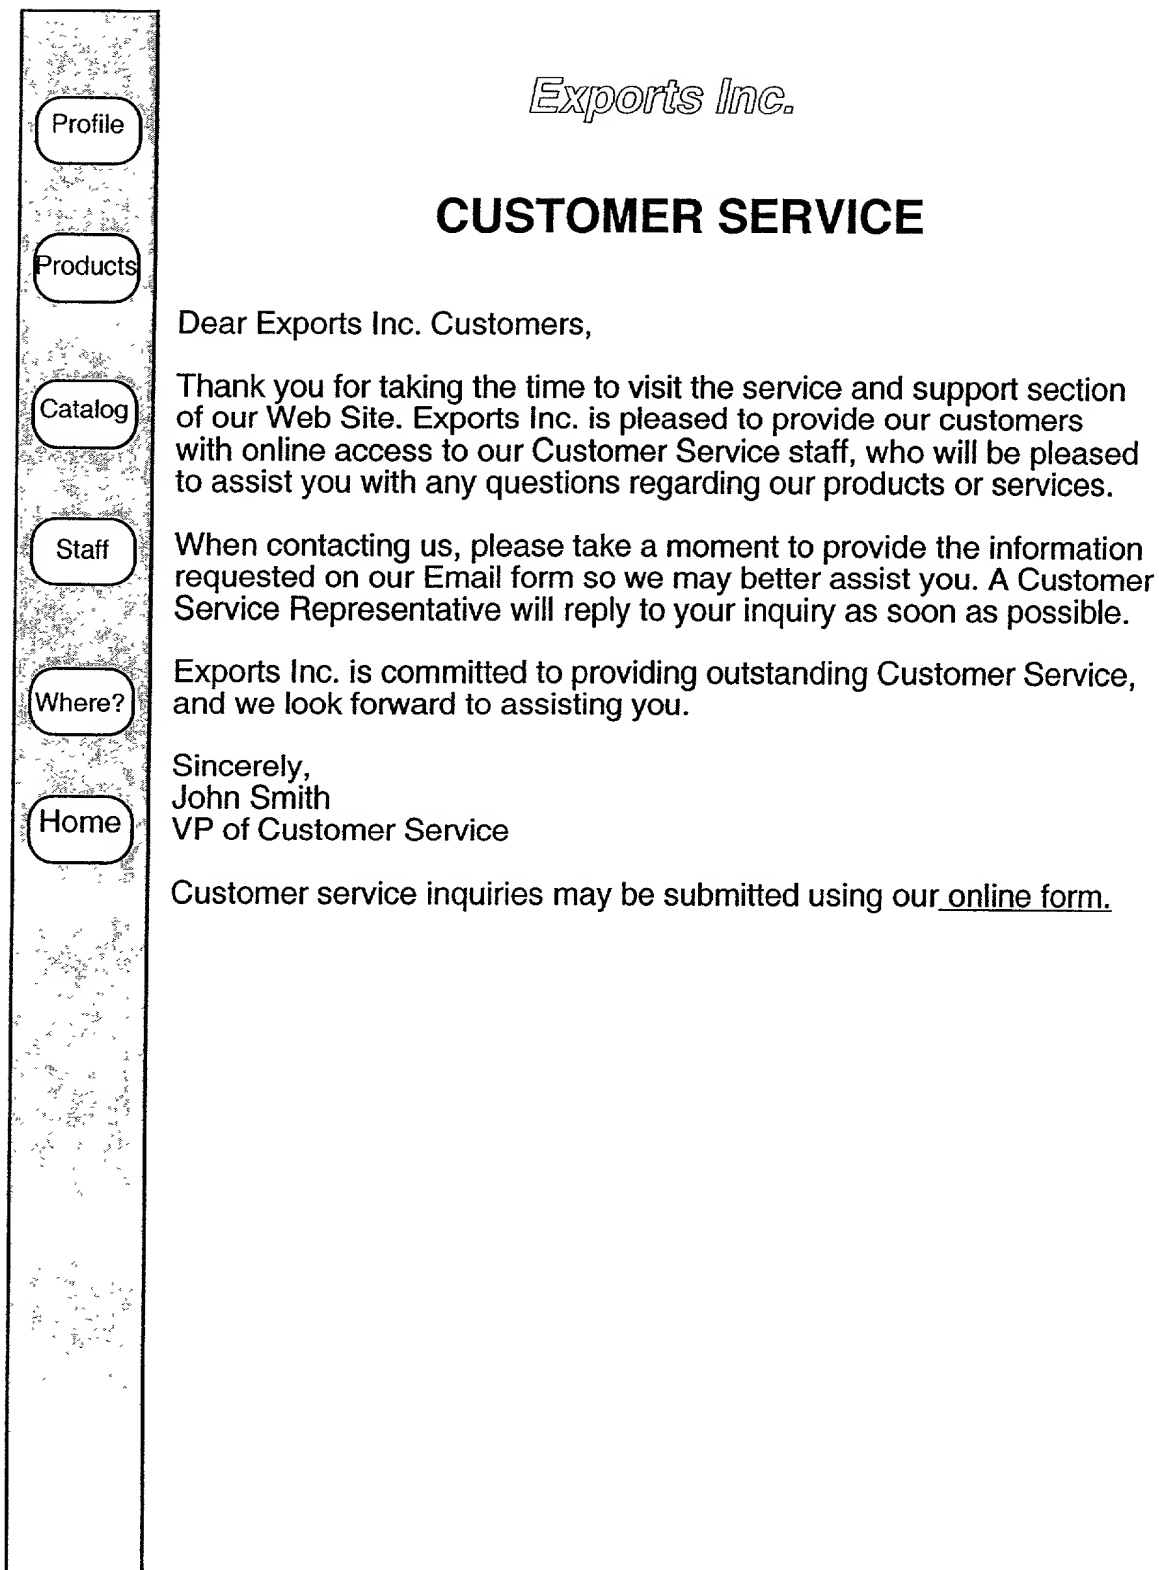 Profile
Products
Catalog
Staff
Where?
Home
Exports Inc.
CUSTOMER SERVICE
Dear Exports Inc. Customers,
Thank you for taking the time to visit the service and support section
of our Web Site. Exports Inc. is pleased to provide our customers
with online access to our Customer Service staff, who will be pleased
to assist you with any questions regarding our products or services.
When contacting us, please take a moment to provide the information
requested on our Email form so we may better assist you. A Customer
Service Representative will reply to your inquiry as soon as possible.
Exports Inc. is committed to providing outstanding Customer Service,
and we look forward to assisting you.
Sincerely,
John Smith
VP of Customer Service
Customer service inquiries may be submitted using our online form.